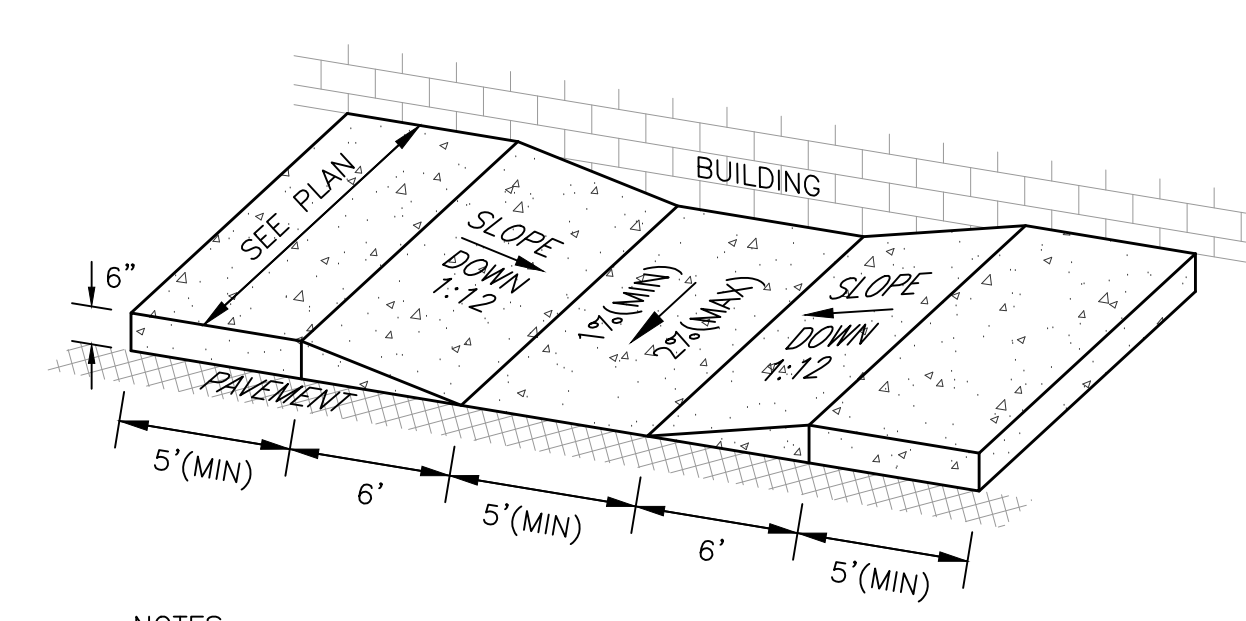 BUILDING
SEE PLAN
SLOPE
DOWN
1:12
1%(MIN)
2%(MAX)
SLOPE
DOWN
1:12
6”
PAVEMENT
5’(MIN)
6’
5’(MIN)
6’
5’(MIN)
NOTES